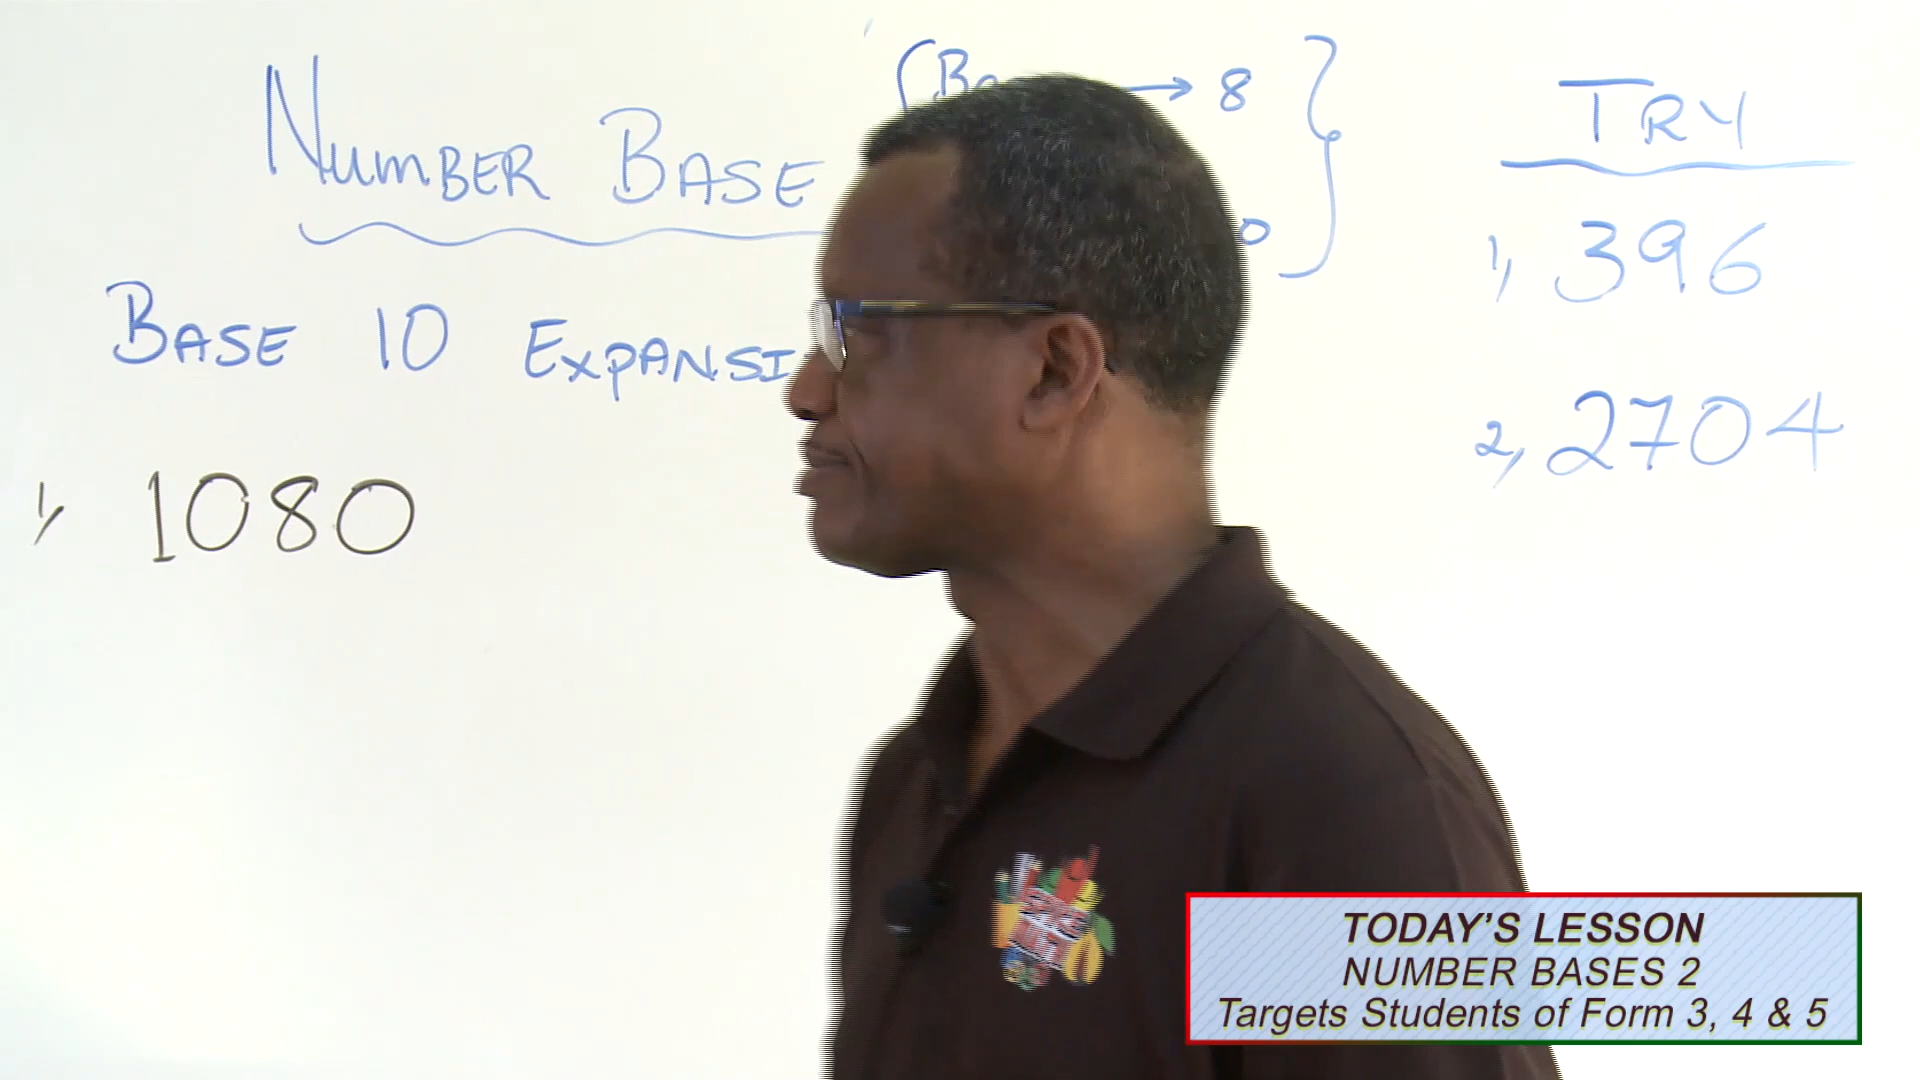 NUMBER BASE
→ 8
0
BASE 10 EXPANSI
1, 1080
TRY
1, 396
2, 2704
TODAY'S LESSON
NUMBER BASES 2
Targets Students of Form 3, 4 & 5